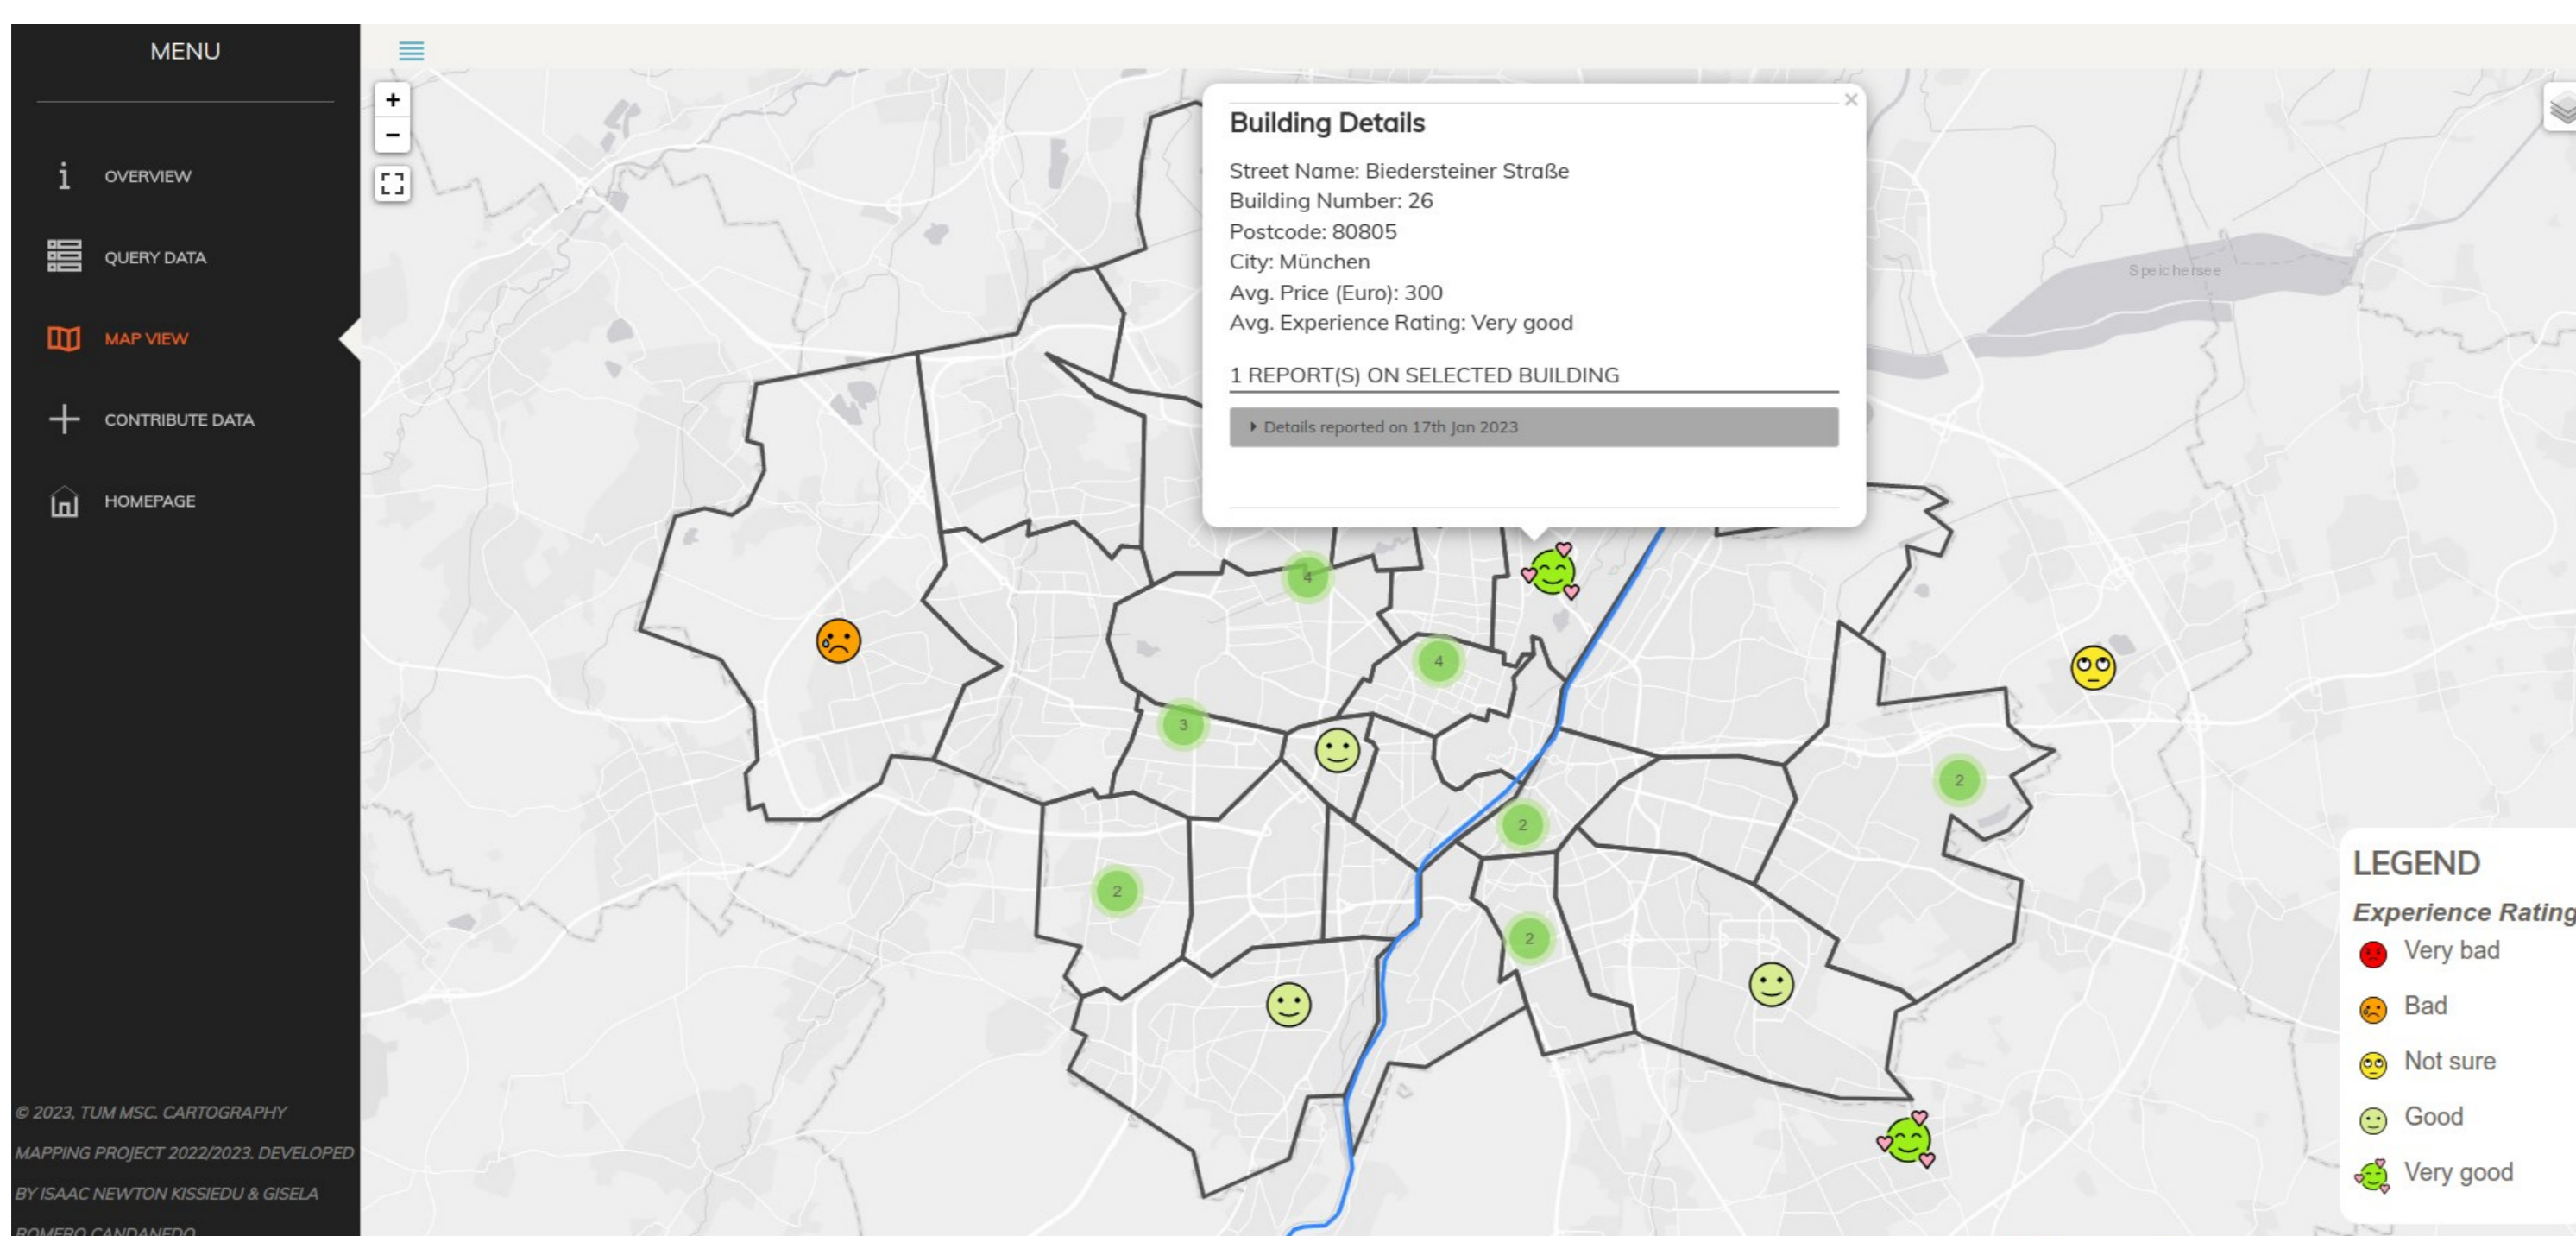 MENU
OVERVIEW
QUERY DATA
MAP VIEW
CONTRIBUTE DATA
HOMEPAGE
© 2023, TUM MSC. CARTOGRAPHY
MAPPING PROJECT 2022/2023. DEVELOPED
BY ISAAC NEWTON KISSIEDU & GISELA
ROMERO CANDANEDO
+
−
×
Building Details
Street Name: Biedersteiner Straße
Building Number: 26
Postcode: 80805
City: München
Avg. Price (Euro): 300
Avg. Experience Rating: Very good
1 REPORT(S) ON SELECTED BUILDING
Details reported on 17th Jan 2023
Speichersee
4
4
3
2
2
2
2
LEGEND
Experience Rating
Very bad
Bad
Not sure
Good
Very good